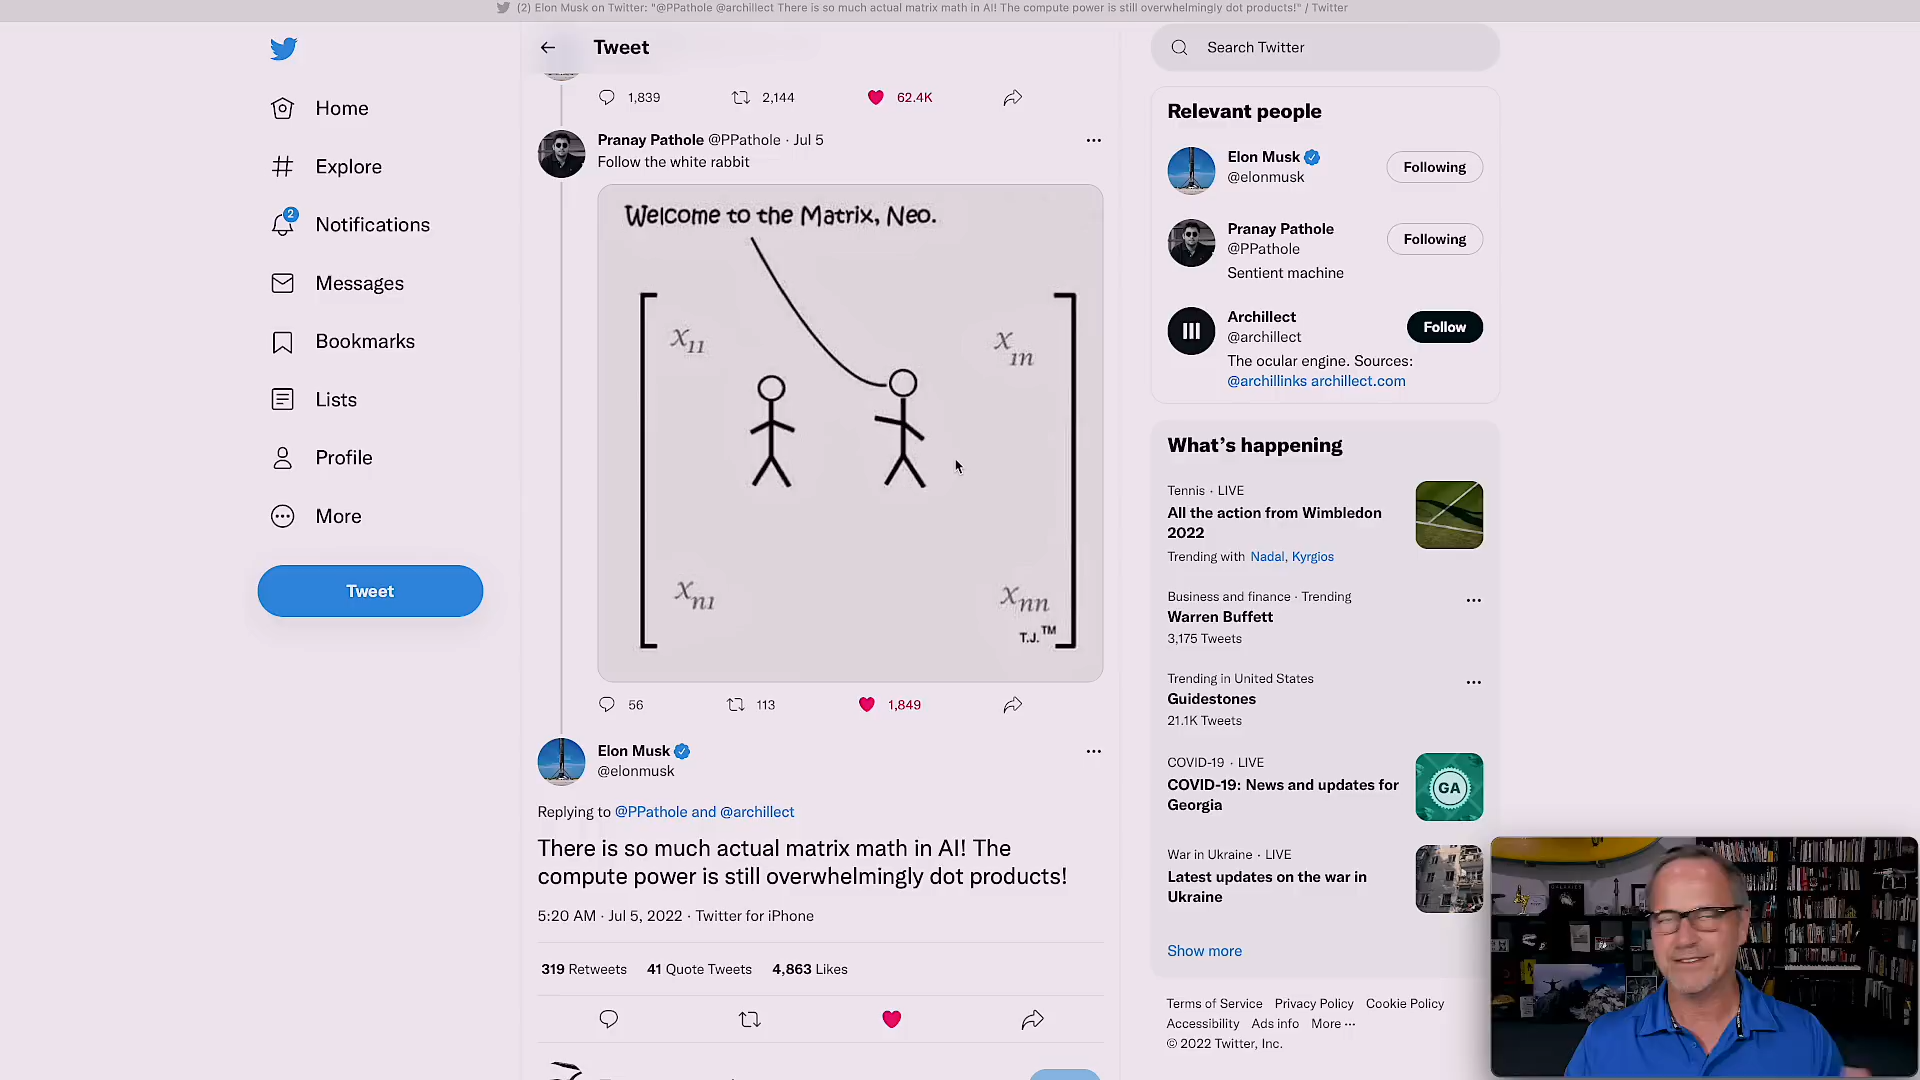 (2) Elon Musk on Twitter: "@PPathole @archillect There is so much actual matrix math in AI! The compute power is still overwhelmingly dot products!" / Twitter
Home
Explore
2
Notifications
Messages
Bookmarks
Lists
Profile
More
Tweet
Tweet
1,839
2,144
62.4K
Pranay Pathole @PPathole · Jul 5
Follow the white rabbit
Welcome to the Matrix, Neo.
x11
x1n
xn1
xnn
T.J.™
56
113
1,849
Elon Musk
@elonmusk
Replying to @PPathole and @archillect
There is so much actual matrix math in AI! The
compute power is still overwhelmingly dot products!
5:20 AM · Jul 5, 2022 · Twitter for iPhone
319 Retweets 41 Quote Tweets 4,863 Likes
Search Twitter
Relevant people
Elon Musk
@elonmusk
Following
Pranay Pathole
@PPathole
Following
Sentient machine
Archillect
@archillect
Follow
The ocular engine. Sources:
@archillinks archillect.com
What's happening
Tennis · LIVE
All the action from Wimbledon
2022
Trending with Nadal, Kyrgios
Business and finance · Trending
Warren Buffett
3,175 Tweets
Trending in United States
Guidestones
21.1K Tweets
COVID-19 · LIVE
COVID-19: News and updates for
Georgia
GA
War in Ukraine · LIVE
Latest updates on the war in
Ukraine
Show more
Terms of Service Privacy Policy Cookie Policy
Accessibility Ads info More ···
© 2022 Twitter, Inc.